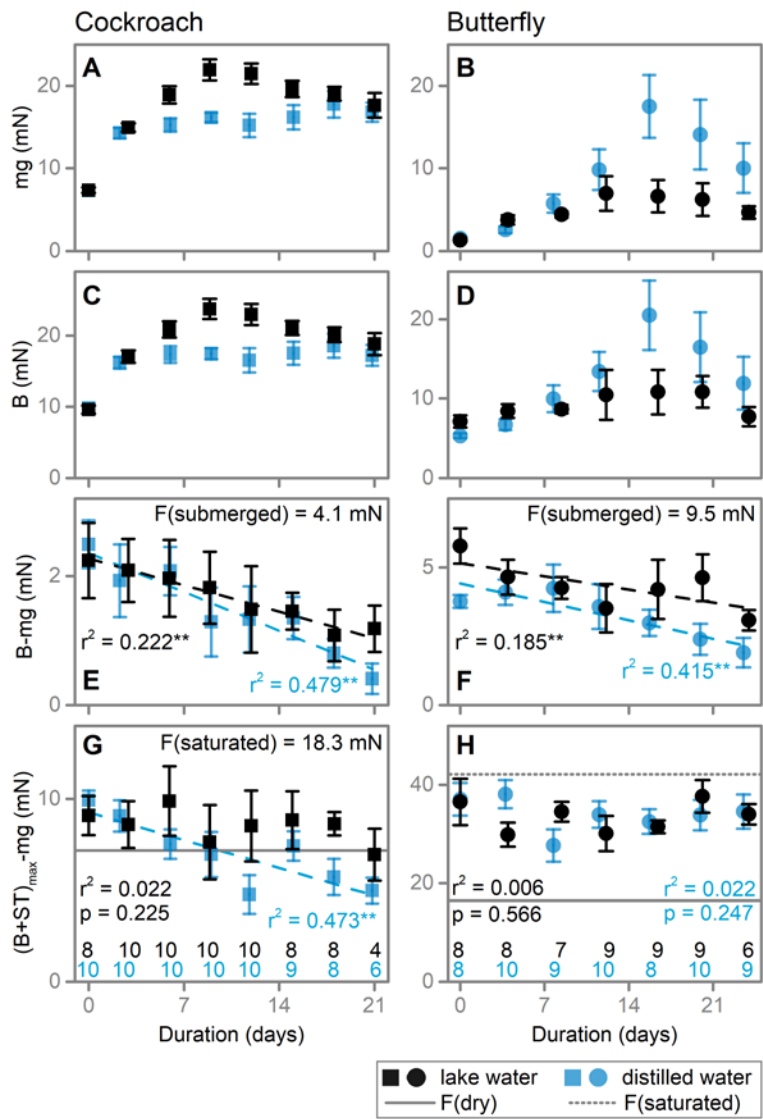 Cockroach Butterfly
A B
20
10
0
mg (mN)
20
10
0
C D
20
10
0
B (mN)
30
20
10
0
E F(submerged) = 4.1 mN
2
0
B-mg (mN)
r² = 0.222**
r² = 0.479**
F F(submerged) = 9.5 mN
5
0
r² = 0.185**
r² = 0.415**
G F(saturated) = 18.3 mN
10
0
(B+ST)max-mg (mN)
r² = 0.022
p = 0.225
r² = 0.473**
8 10 10 10 10 8 8 4
10 10 10 10 10 9 8 6
H
40
20
0
r² = 0.006 r² = 0.022
p = 0.566 p = 0.247
8 8 7 9 9 9 6
8 10 9 10 8 10 9
0 7 14 21 0 7 14 21
Duration (days) Duration (days)
lake water distilled water
F(dry) F(saturated)